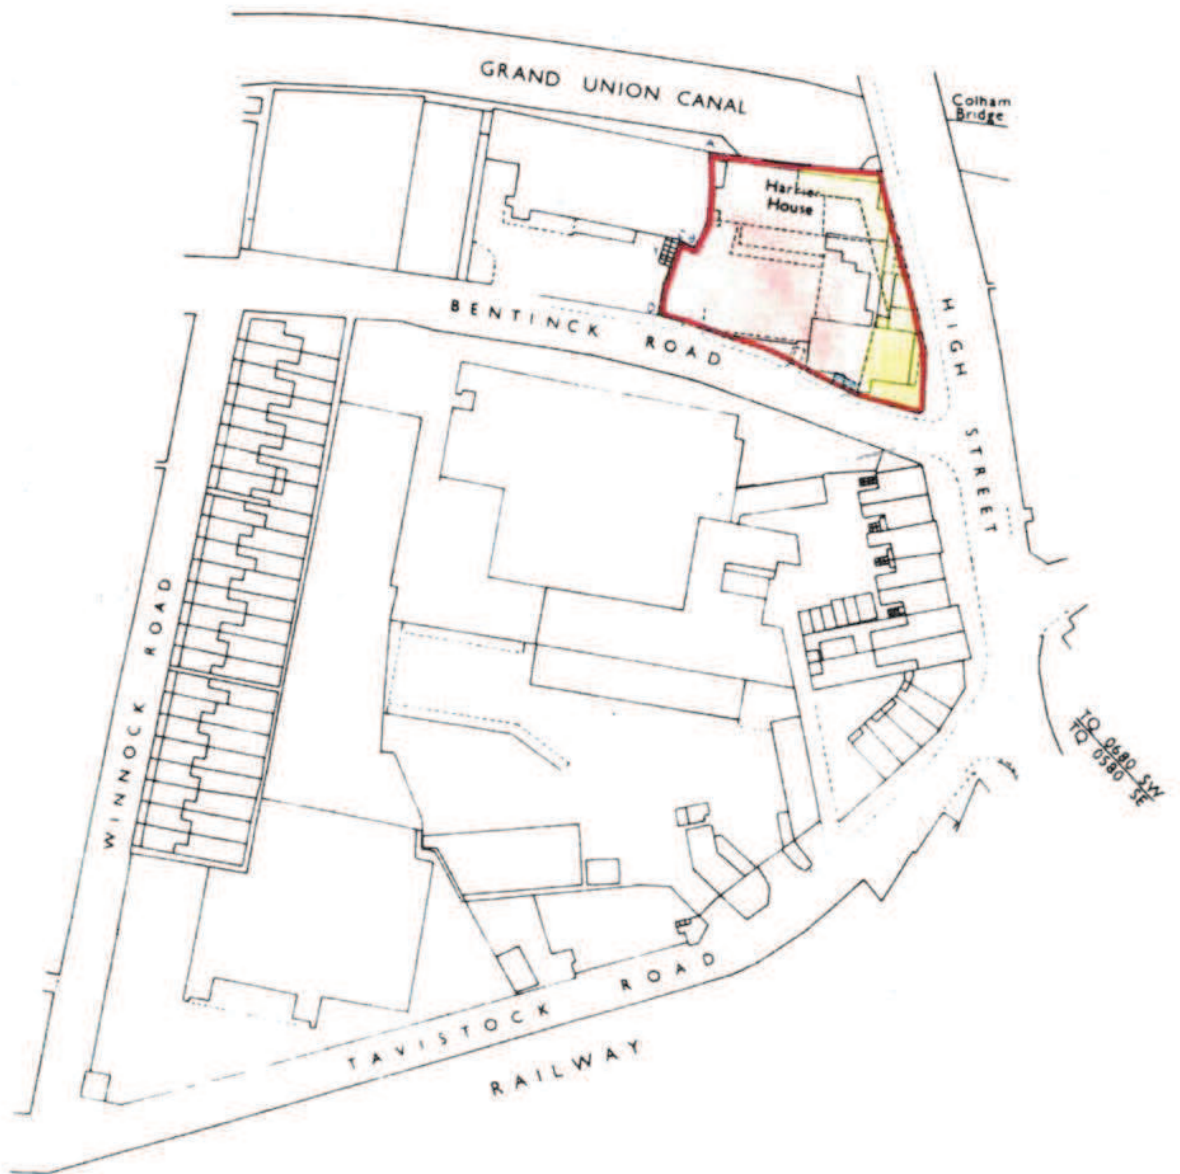 GRAND UNION CANAL
Colham
Bridge
A
House
BENTINCK ROAD
HIGH STREET
WINNOCK ROAD
TQ 0680 SW
TQ 0580 SE
TAVISTOCK ROAD
RAILWAY